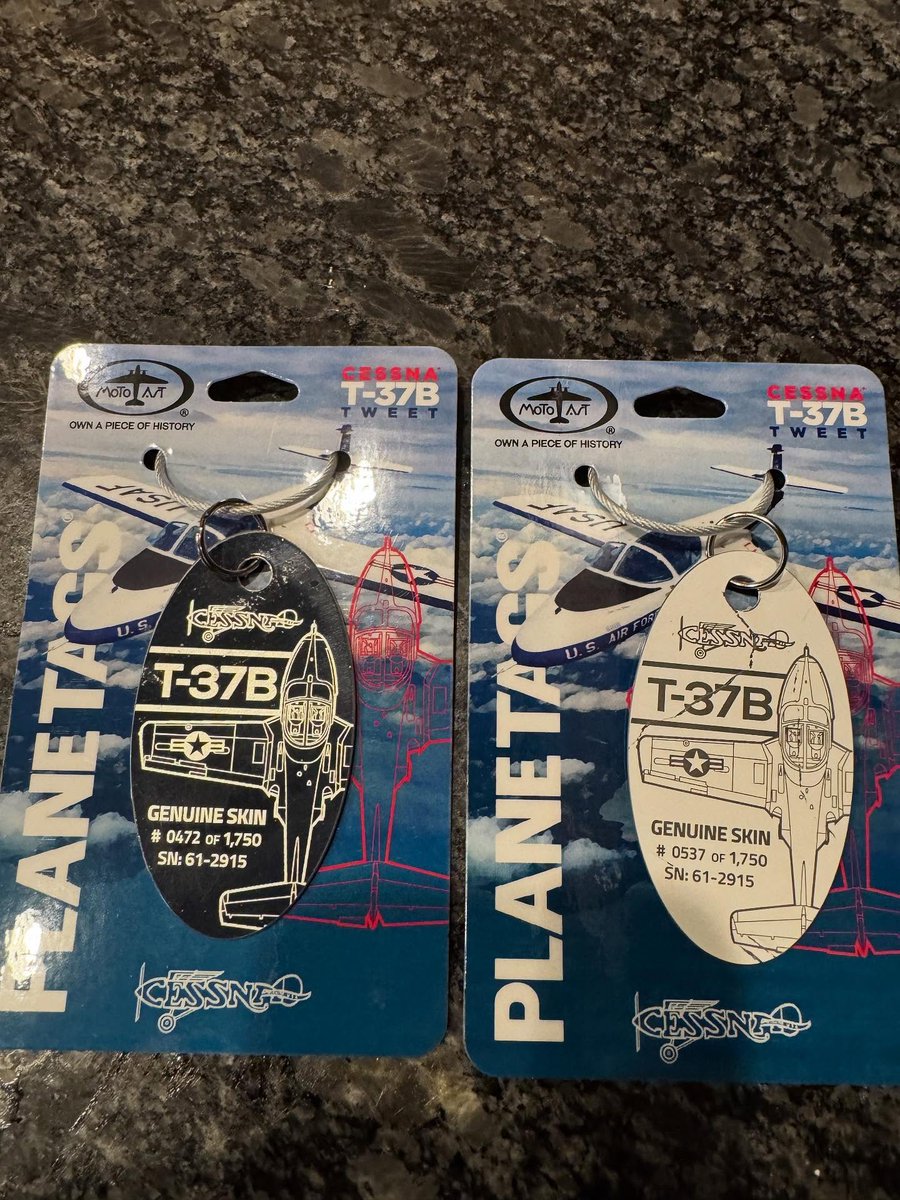 MOTOART
®
OWN A PIECE OF HISTORY
CESSNA
T-37B
TWEET
PLANETAGS®
USAF
U.S.
CESSNA
T-37B
GENUINE SKIN
# 0472 OF 1,750
SN: 61-2915
CESSNA
MOTOART
®
OWN A PIECE OF HISTORY
CESSNA
T-37B
TWEET
PLANETAGS®
USAF
U.S. AIR FOR
CESSNA
T-37B
GENUINE SKIN
# 0537 OF 1,750
SN: 61-2915
CESSNA